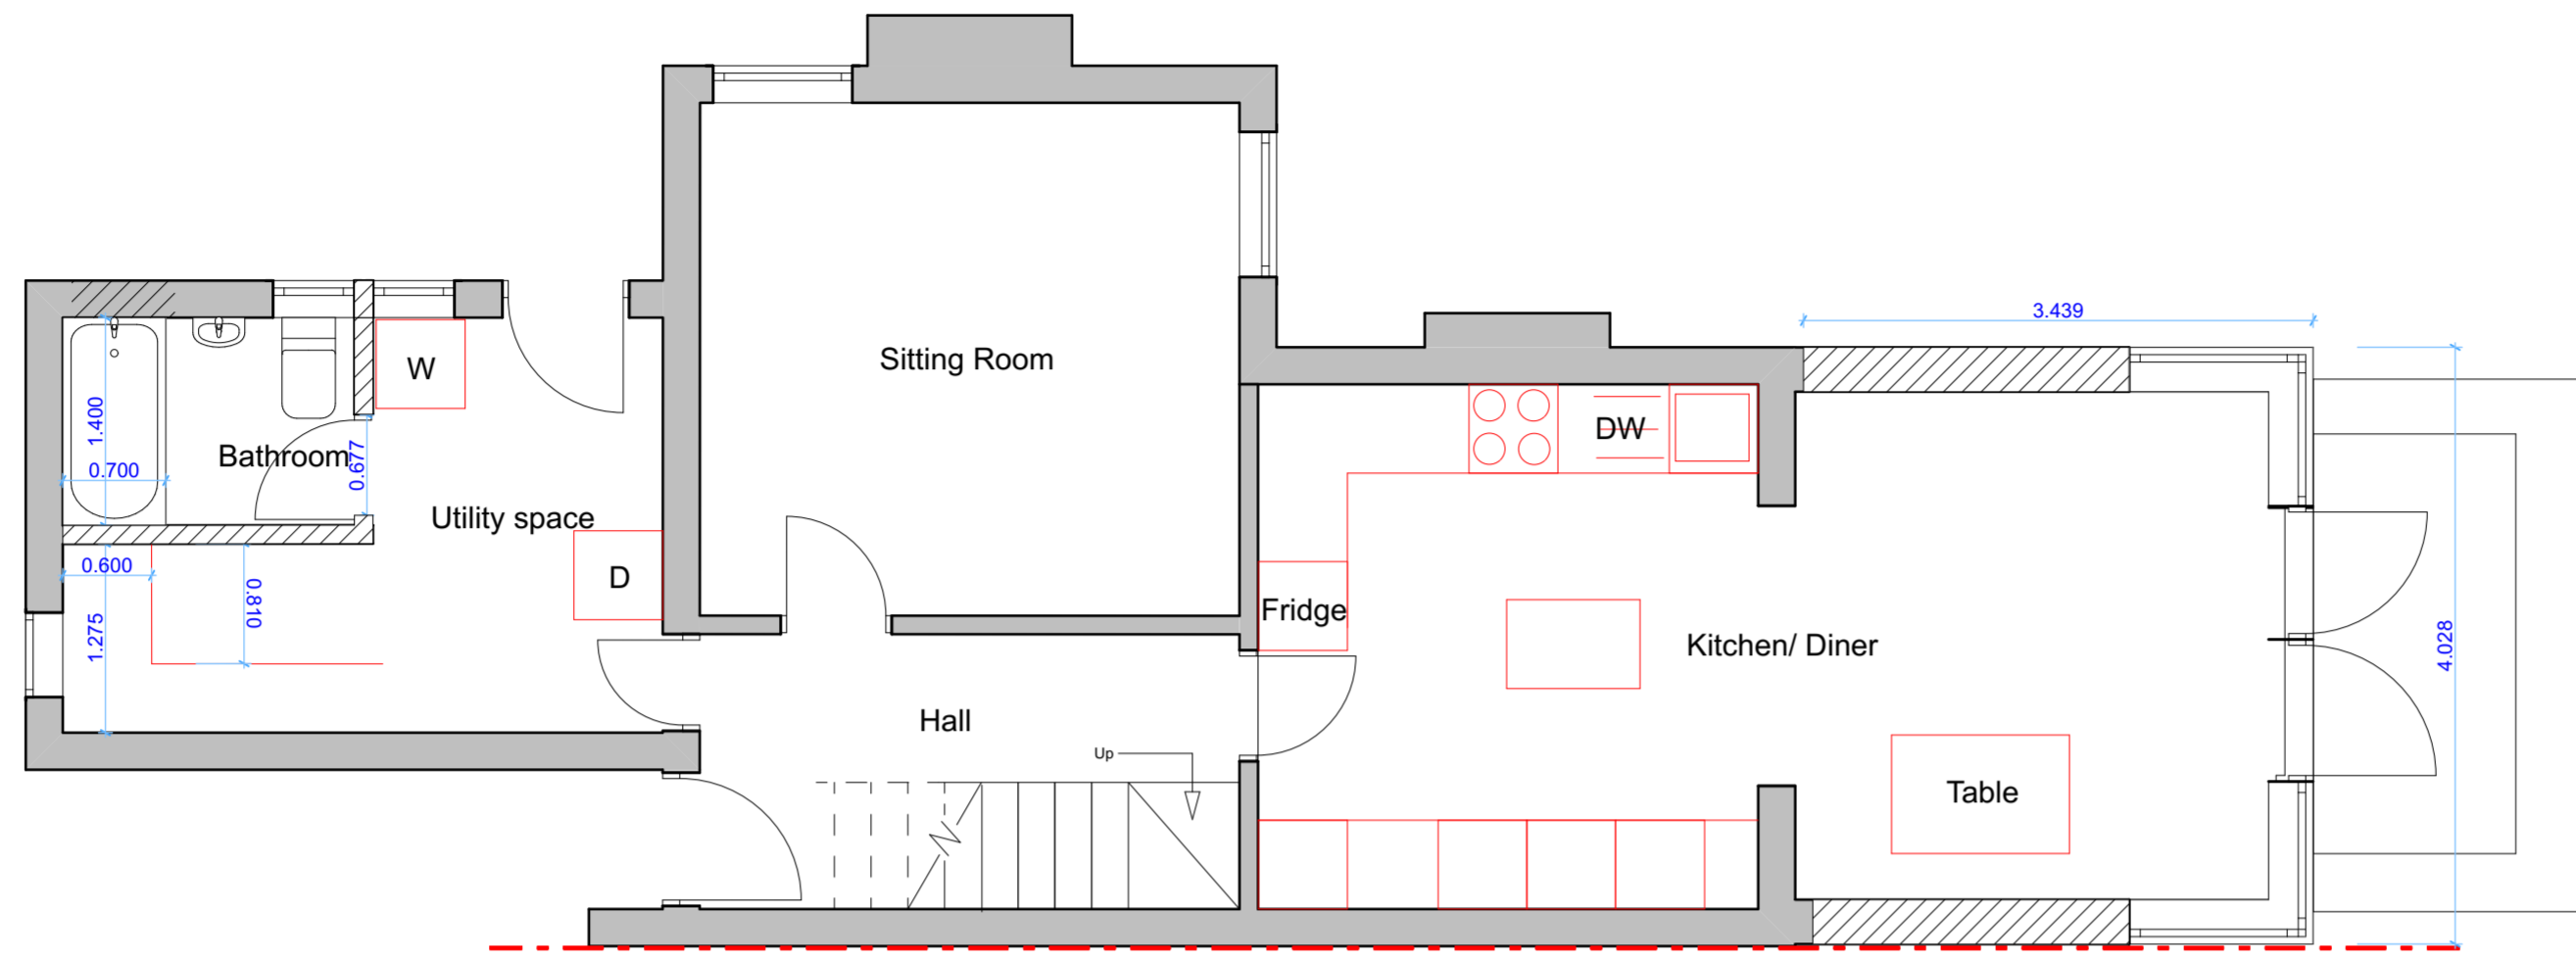 3.439
Sitting Room
W
DW
1.400
Bathroom
0.677
0.700
Utility space
0.600
D
0.810
1.275
Fridge
Kitchen/ Diner
4.028
Hall
Up
Table